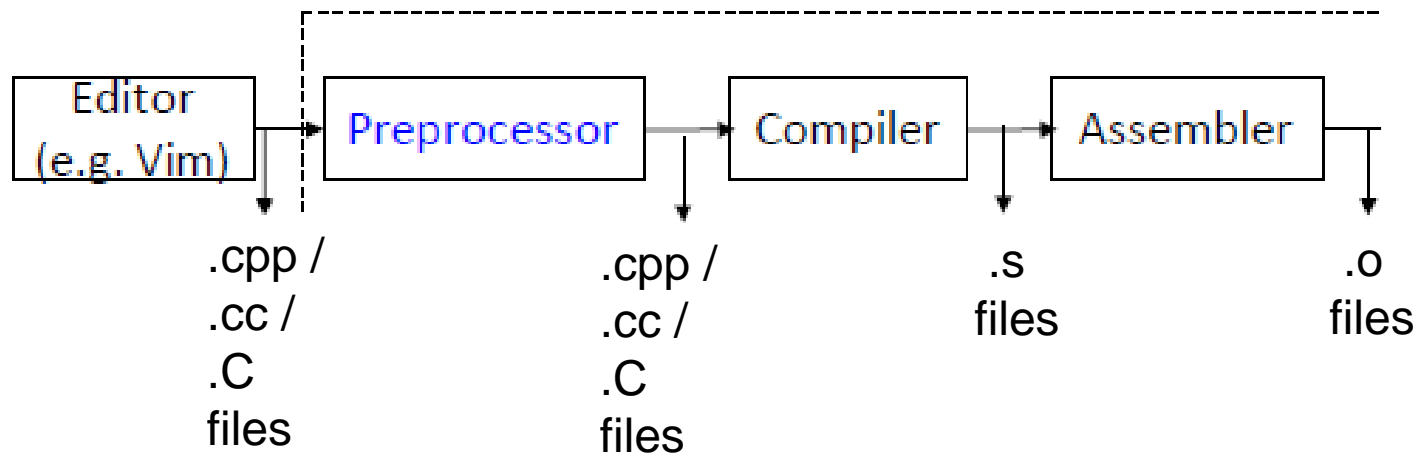 Editor
(e.g. Vim)
Preprocessor
Compiler
Assembler
.cpp /
.cc /
.C
files
.cpp /
.cc /
.C
files
.s
files
.o
files